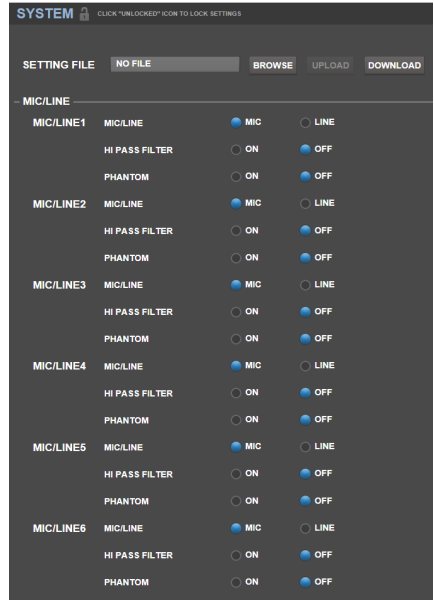 SYSTEM CLICK "UNLOCKED" ICON TO LOCK SETTINGS
SETTING FILE NO FILE BROWSE UPLOAD DOWNLOAD
MIC/LINE
MIC/LINE1 MIC/LINE MIC LINE
HI PASS FILTER ON OFF
PHANTOM ON OFF
MIC/LINE2 MIC/LINE MIC LINE
HI PASS FILTER ON OFF
PHANTOM ON OFF
MIC/LINE3 MIC/LINE MIC LINE
HI PASS FILTER ON OFF
PHANTOM ON OFF
MIC/LINE4 MIC/LINE MIC LINE
HI PASS FILTER ON OFF
PHANTOM ON OFF
MIC/LINE5 MIC/LINE MIC LINE
HI PASS FILTER ON OFF
PHANTOM ON OFF
MIC/LINE6 MIC/LINE MIC LINE
HI PASS FILTER ON OFF
PHANTOM ON OFF